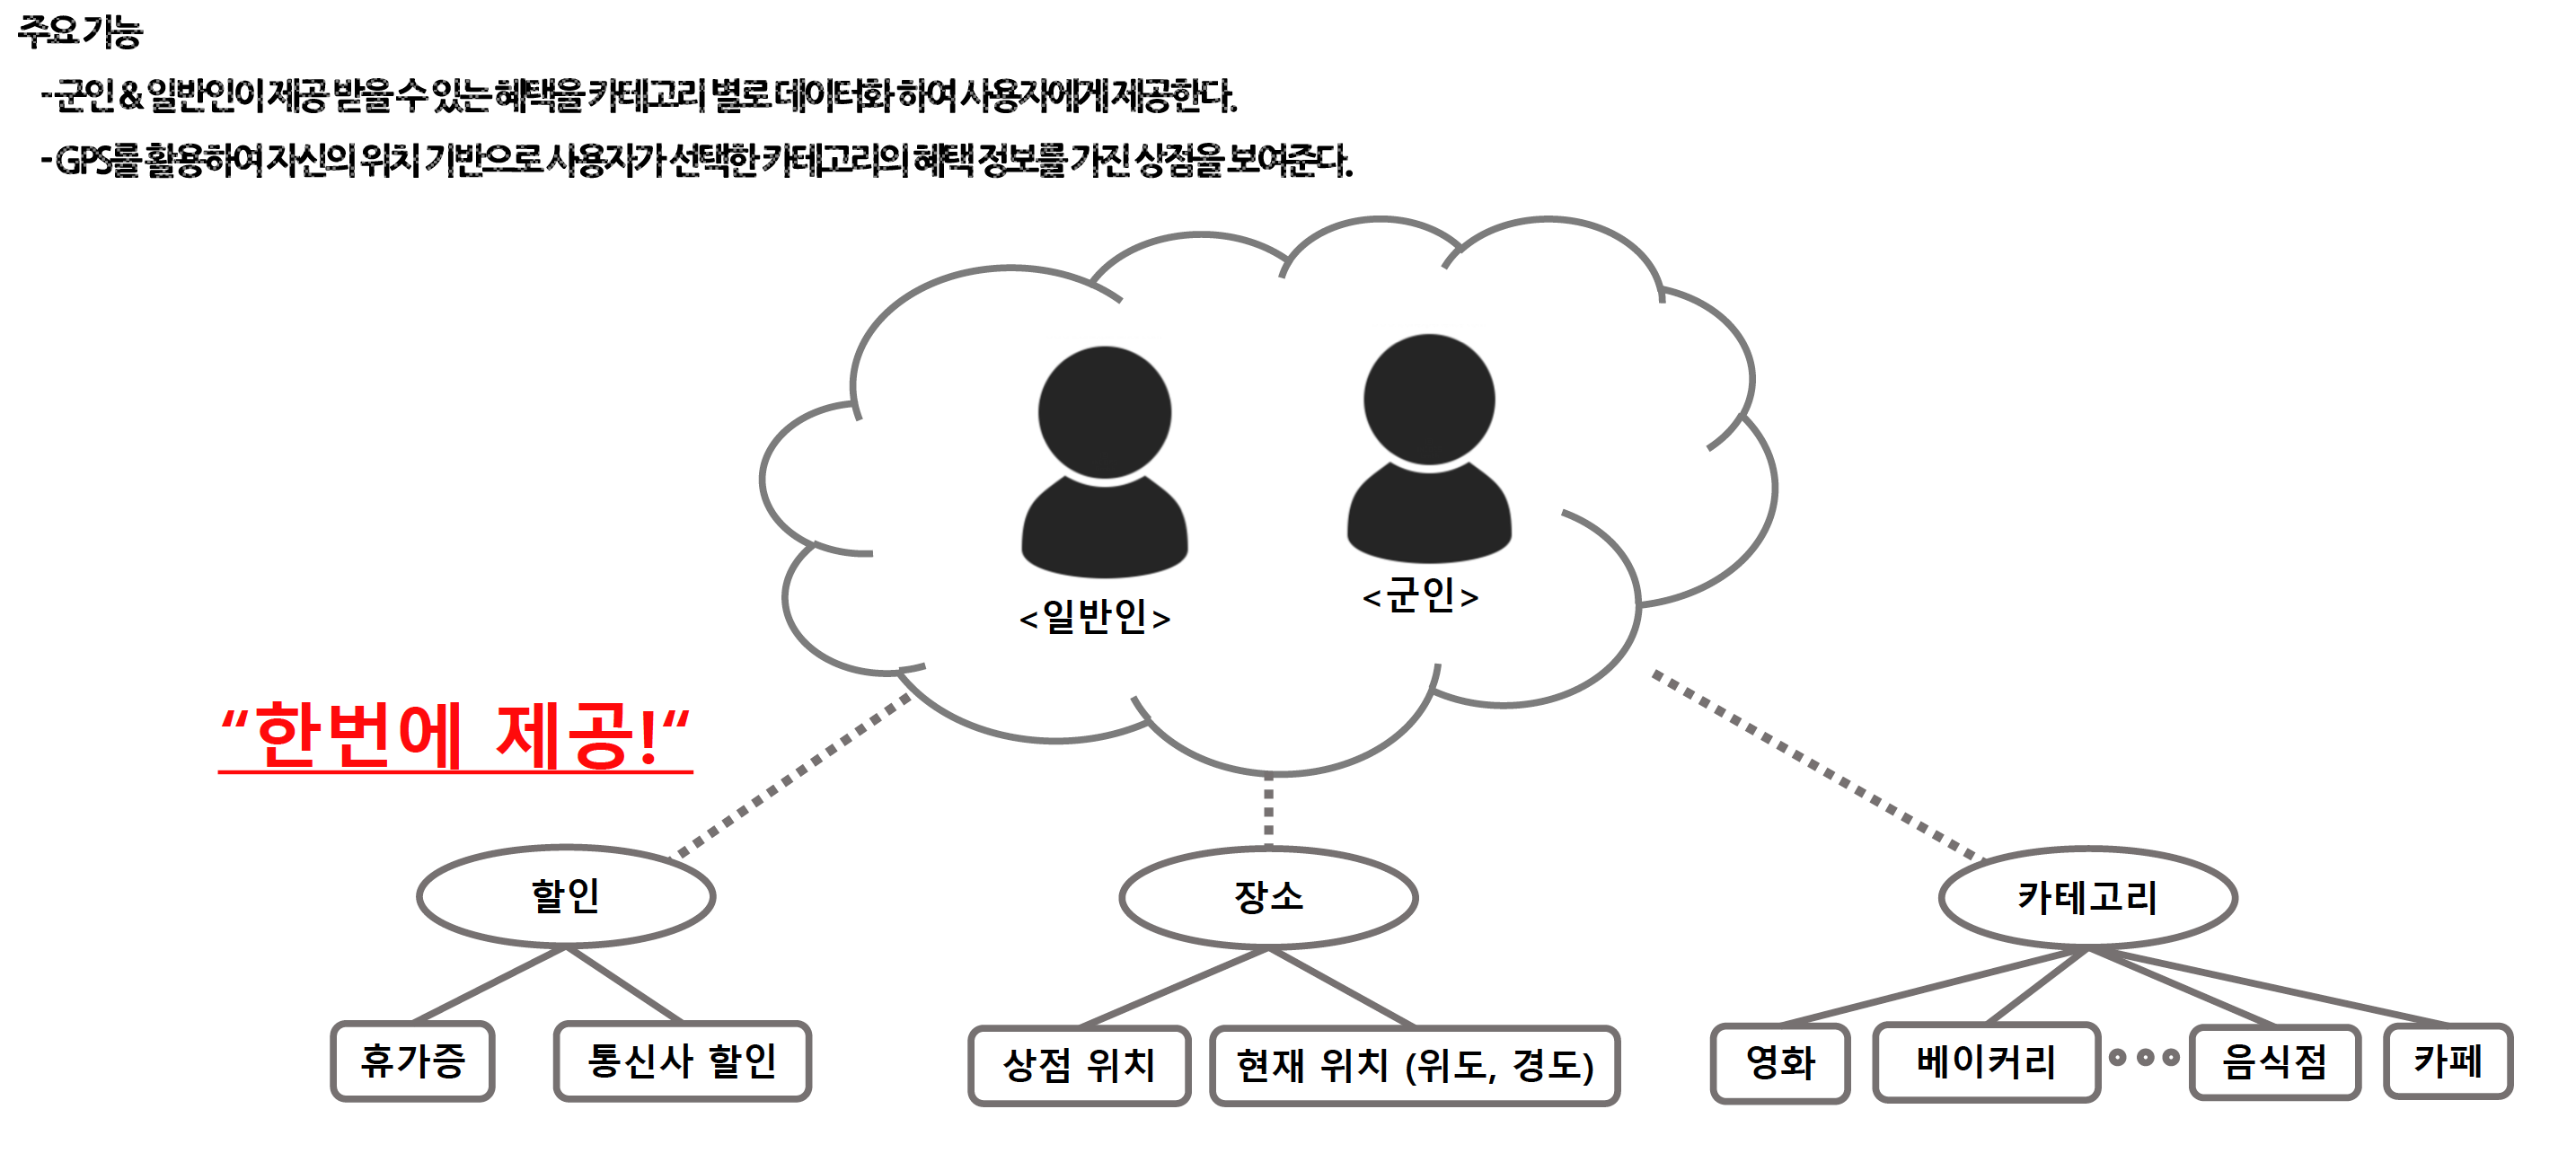 주요 기능
-군인 & 일반인이 제공 받을 수 있는 혜택을 카테고리 별로 데이터화 하여 사용자에게 제공한다.
- GPS를 활용하여 자신의 위치 기반으로 사용자가 선택한 카테고리의 혜택 정보를 가진 상점을 보여준다.
<일반인>
<군인>
“한번에 제공!“
할인
장소
카테고리
휴가증
통신사 할인
상점 위치
현재 위치 (위도, 경도)
영화
베이커리
음식점
카페